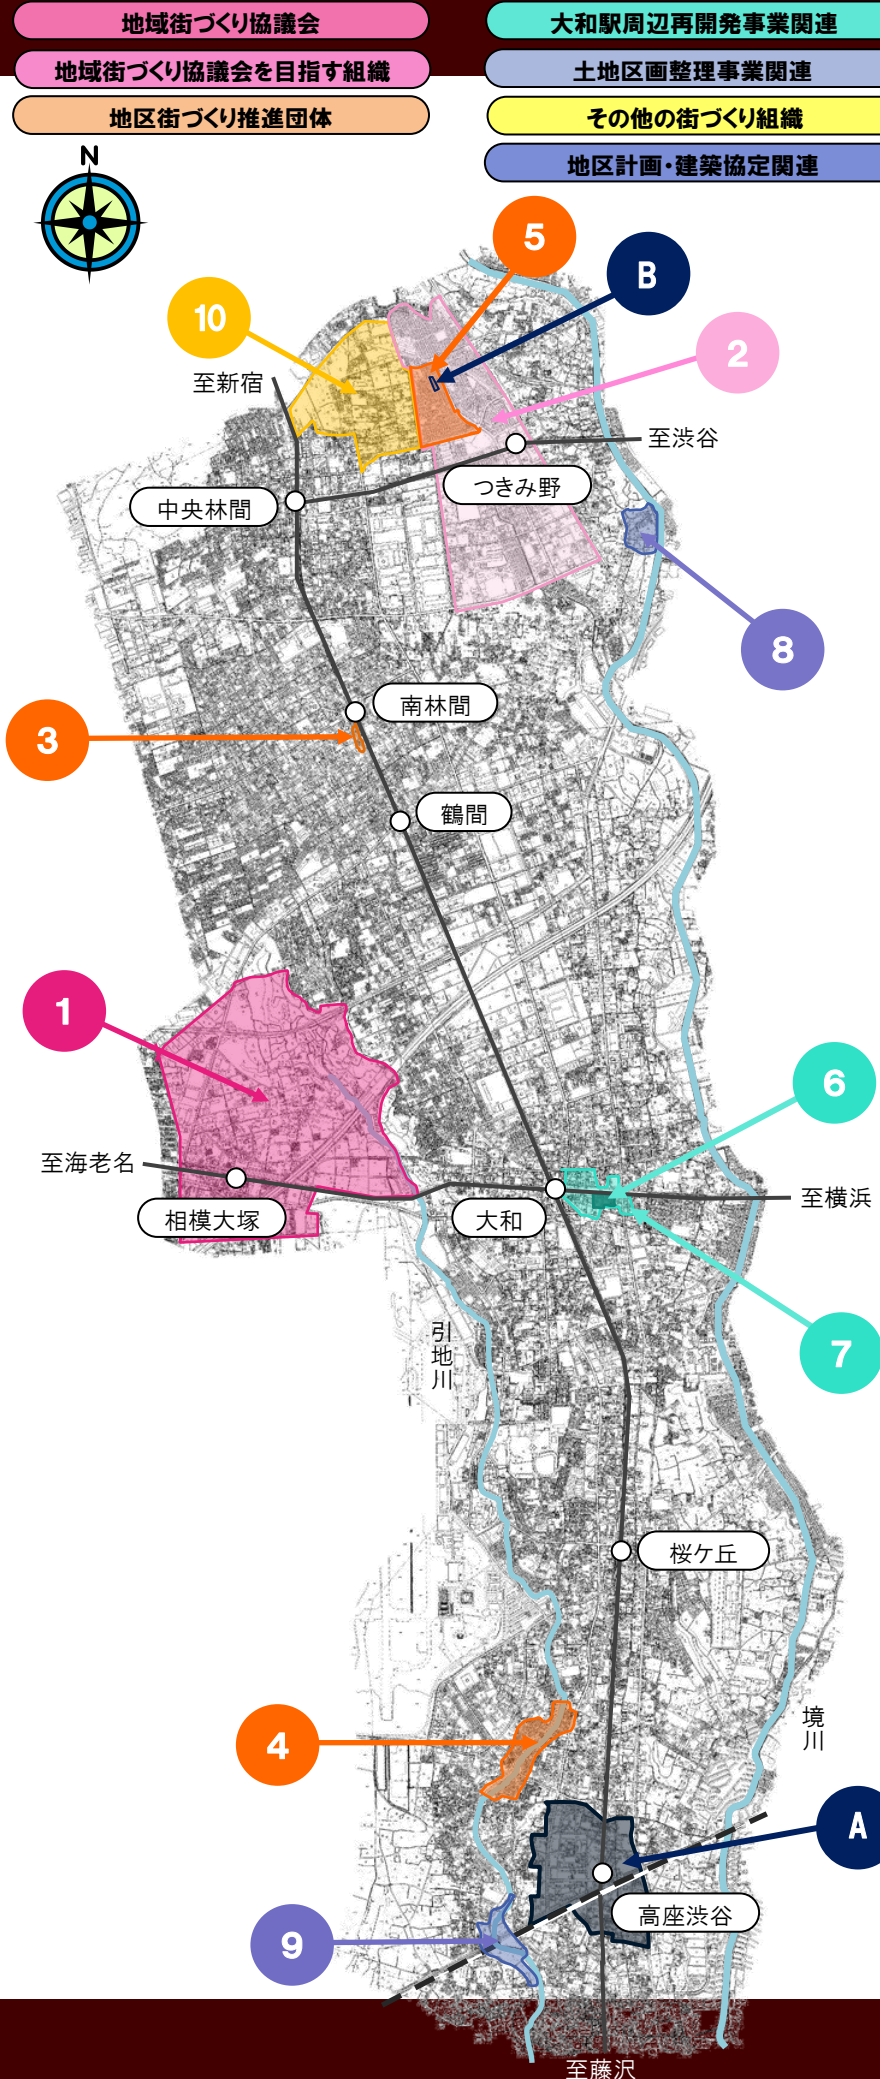 地域街づくり協議会
大和駅周辺再開発事業関連
地域街づくり協議会を目指す組織
土地区画整理事業関連
地区街づくり推進団体
その他の街づくり組織
地区計画・建築協定関連
N
5
B
10
2
至新宿
至渋谷
つきみ野
中央林間
8
南林間
3
鶴間
1
6
至海老名
至横浜
相模大塚
大和
引地川
7
桜ケ丘
境川
4
A
高座渋谷
9
至藤沢